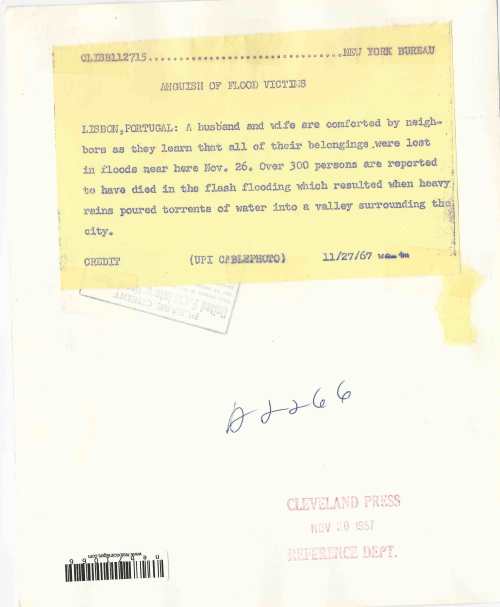 CLI3B112715...............................NEW YORK BUREAU
ANGUISH OF FLOOD VICTIMS
LISBON,PORTUGAL: A husband and wife are comforted by neigh-
bors as they learn that all of their belongings were lost
in floods near here Nov. 26. Over 300 persons are reported
to have died in the flash flooding which resulted when heavy
rains poured torrents of water into a valley surrounding the
city.
CREDIT (UPI CABLEPHOTO) 11/27/67
PLEASE CREDIT
CLEVELAND PRESS
NOV 1967
REFERENCE DEPT.